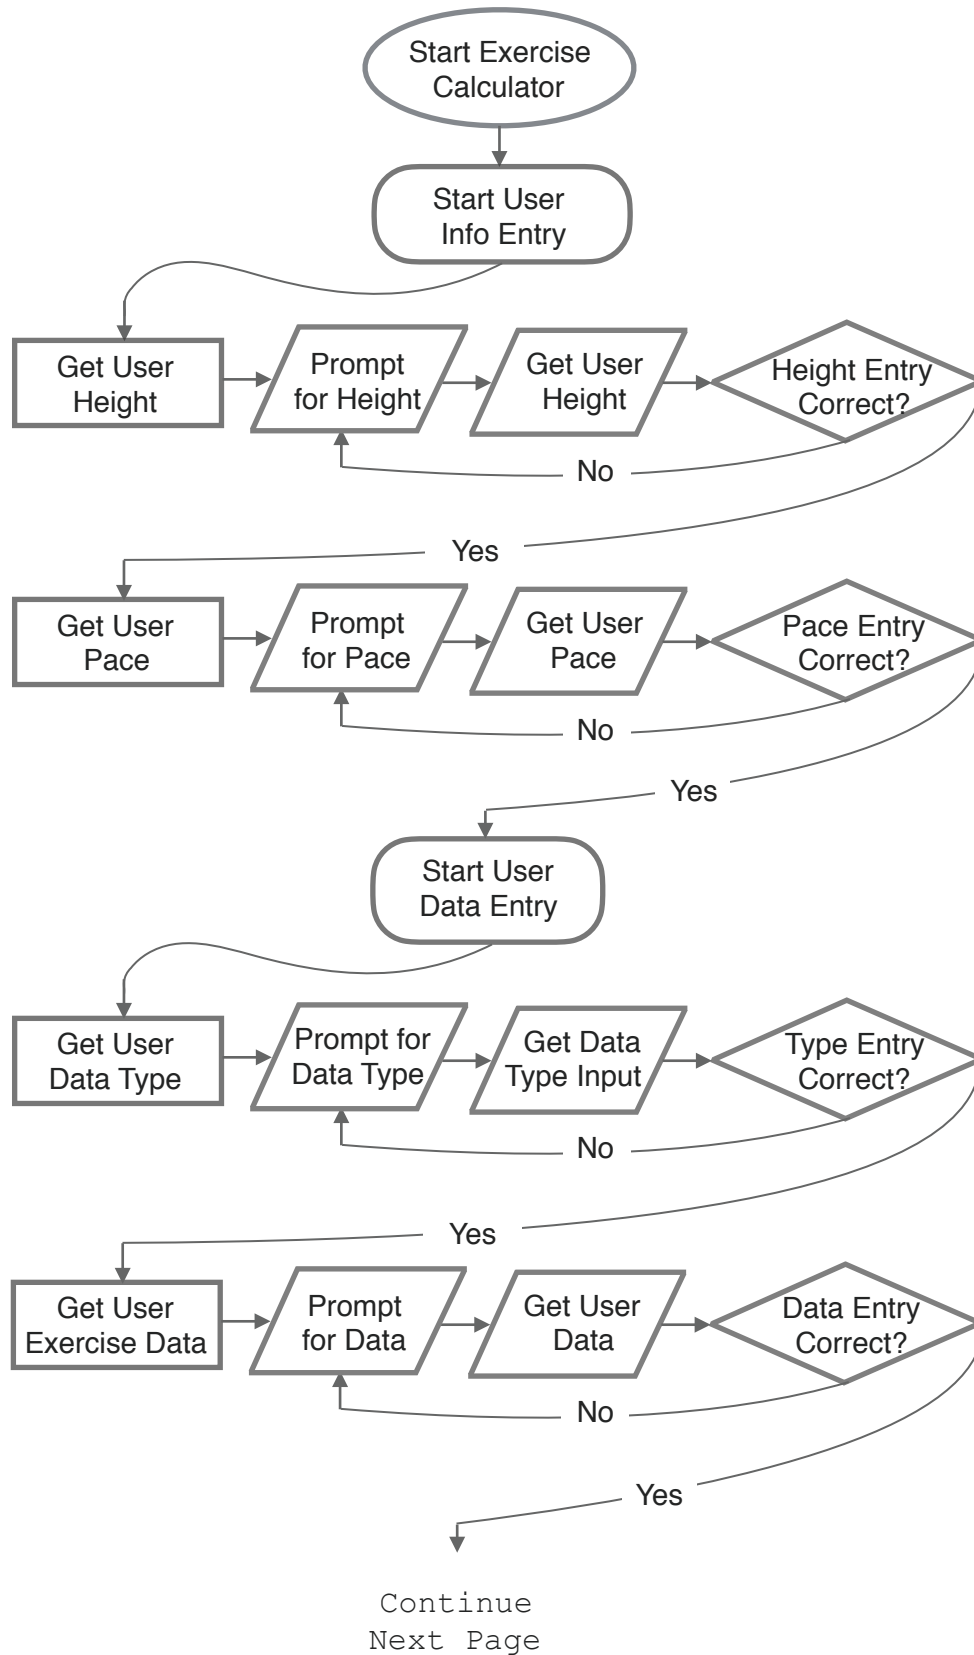 Start Exercise
Calculator
Start User
Info Entry
Get User
Height
Prompt
for Height
Get User
Height
Height Entry
Correct?
No
Yes
Get User
Pace
Prompt
for Pace
Get User
Pace
Pace Entry
Correct?
No
Yes
Start User
Data Entry
Get User
Data Type
Prompt for
Data Type
Get Data
Type Input
Type Entry
Correct?
No
Yes
Get User
Exercise Data
Prompt
for Data
Get User
Data
Data Entry
Correct?
No
Yes
Continue
Next Page